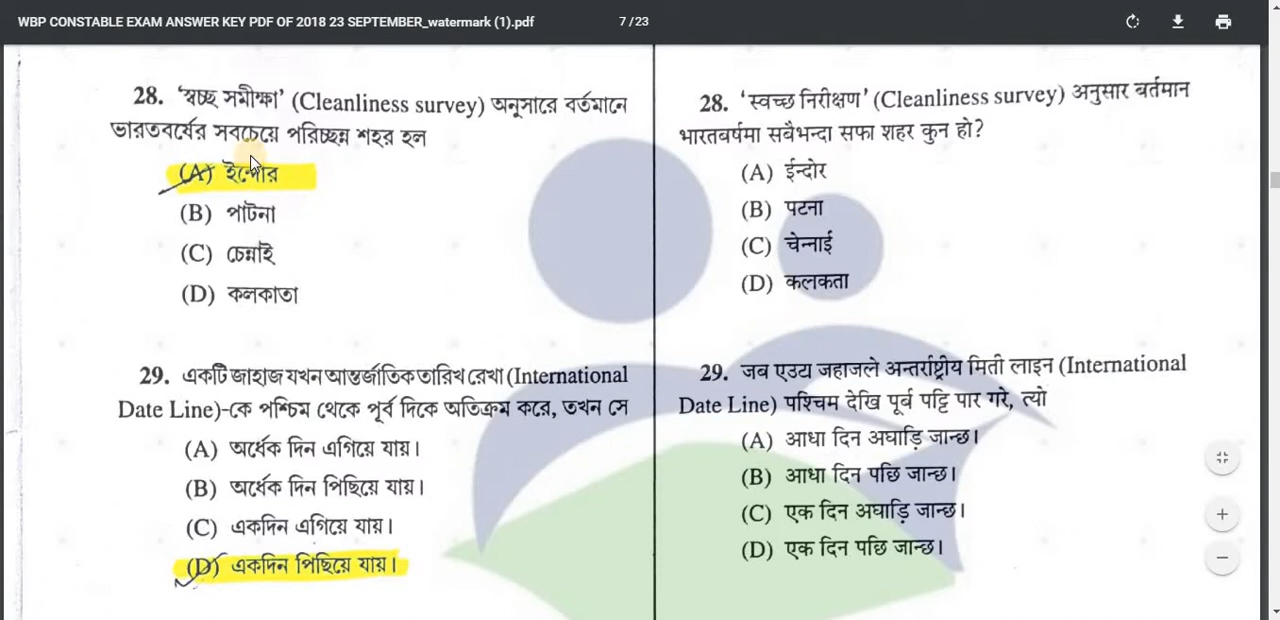 WBP CONSTABLE EXAM ANSWER KEY PDF OF 2018 23 SEPTEMBER_watermark (1).pdf
7 / 23
28. 'স্বচ্ছ সমীক্ষা' (Cleanliness survey) অনুসারে বর্তমানে
ভারতবর্ষের সবচেয়ে পরিচ্ছন্ন শহর হল
(A) ইন্দোর
(B) পাটনা
(C) চেন্নাই
(D) কলকাতা
29. একটি জাহাজ যখন আন্তর্জাতিক তারিখ রেখা (International
Date Line)-কে পশ্চিম থেকে পূর্ব দিকে অতিক্রম করে, তখন সে
(A) অর্ধেক দিন এগিয়ে যায়।
(B) অর্ধেক দিন পিছিয়ে যায়।
(C) একদিন এগিয়ে যায়।
(D) একদিন পিছিয়ে যায়।
28. 'स्वच्छ निरीक्षण' (Cleanliness survey) अनुसार बर्तमान
भारतबर्षमा सबैभन्दा सफा शहर कुन हो?
(A) ईन्दोर
(B) पटना
(C) चेन्नाई
(D) कलकता
29. जब एउटा जहाजले अन्तर्राष्ट्रीय मिती लाइन (International
Date Line) पश्चिम देखि पूर्व पट्टि पार गरे, त्यो
(A) आधा दिन अघाड़ि जान्छ।
(B) आधा दिन पछि जान्छ।
(C) एक दिन अघाड़ि जान्छ।
(D) एक दिन पछि जान्छ।